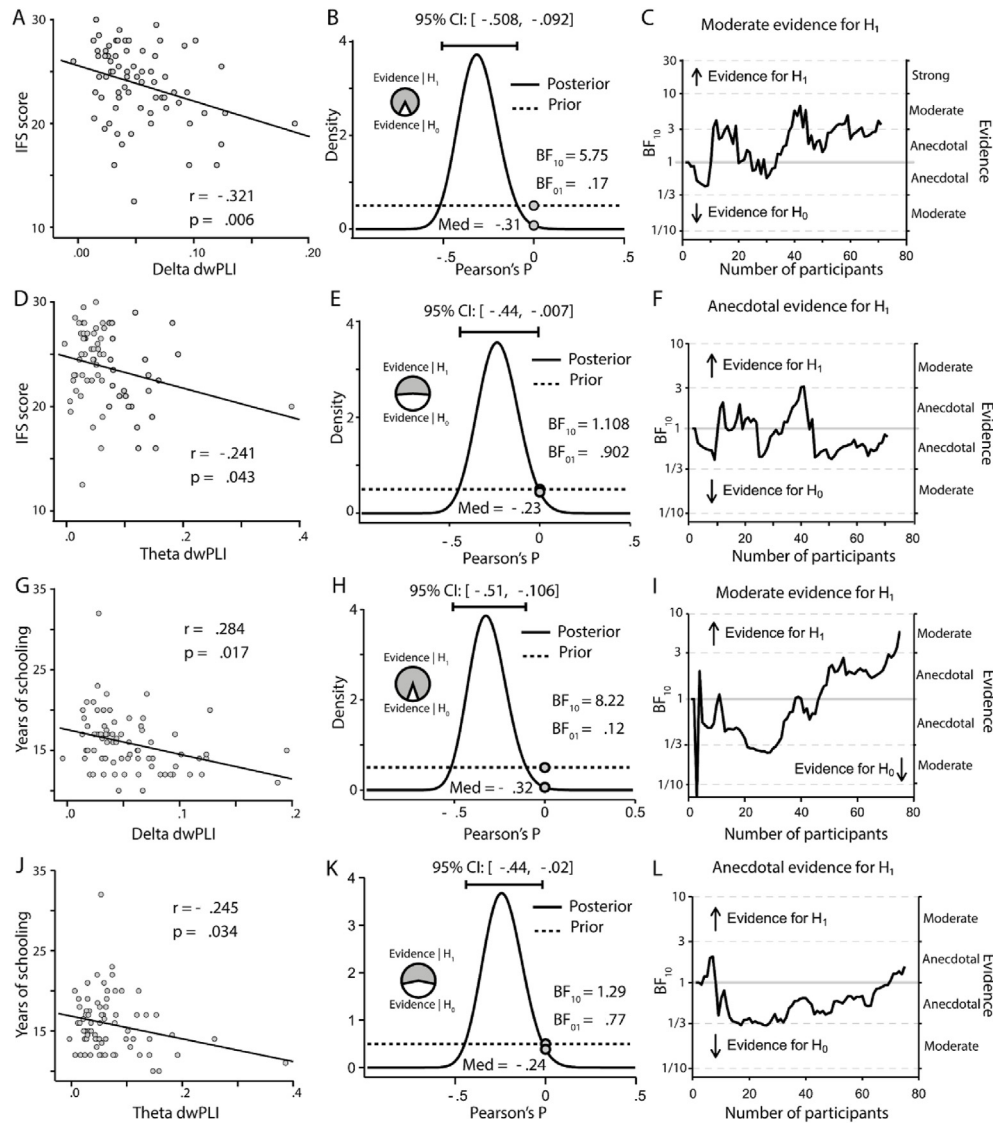 A
30
20
10
IFS score
.0
.10
.20
Delta dwPLI
r = -.321
p = .006
B
95% CI: [ -.508, -.092]
4
2
0
Density
Evidence | H1
Evidence | H0
Posterior
Prior
BF10 = 5.75
BF01 = .17
Med = -.31
-.5
0
.5
Pearson's P
C
Moderate evidence for H1
30
10
3
1
1/3
1/10
BF10
Evidence for H1
Evidence for H0
Strong
Moderate
Anecdotal
Anecdotal
Moderate
Evidence
0
20
40
60
80
Number of participants
D
30
20
10
IFS score
.0
.2
.4
Theta dwPLI
r = -.241
p = .043
E
95% CI: [ -.44, -.007]
4
2
0
Density
Evidence | H1
Evidence | H0
Posterior
Prior
BF10 = 1.108
BF01 = .902
Med = -.23
-.5
0
.5
Pearson's P
F
Anecdotal evidence for H1
10
3
1
1/3
1/10
BF10
Evidence for H1
Evidence for H0
Moderate
Anecdotal
Anecdotal
Moderate
Evidence
0
20
40
60
80
Number of participants
G
35
25
15
Years of schooling
.0
.1
.2
Delta dwPLI
r = .284
p = .017
H
95% CI: [ -.51, -.106]
4
2
0
Density
Evidence | H1
Evidence | H0
Posterior
Prior
BF10 = 8.22
BF01 = .12
Med = - .32
-.5
0
.5
Pearson's P
I
Moderate evidence for H1
10
3
1
1/3
1/10
BF10
Evidence for H1
Evidence for H0
Moderate
Anecdotal
Anecdotal
Moderate
Evidence
0
20
40
60
80
Number of participants
J
35
25
15
Years of schooling
.0
.2
.4
Theta dwPLI
r = - .245
p = .034
K
95% CI: [ -.44, -.02]
4
3
2
0
Density
Evidence | H1
Evidence | H0
Posterior
Prior
BF10 = 1.29
BF01 = .77
Med = -.24
-.5
0
.5
Pearson's P
L
Anecdotal evidence for H1
10
3
1
1/3
1/10
BF10
Evidence for H1
Evidence for H0
Moderate
Anecdotal
Anecdotal
Moderate
Evidence
0
20
40
60
80
Number of participants